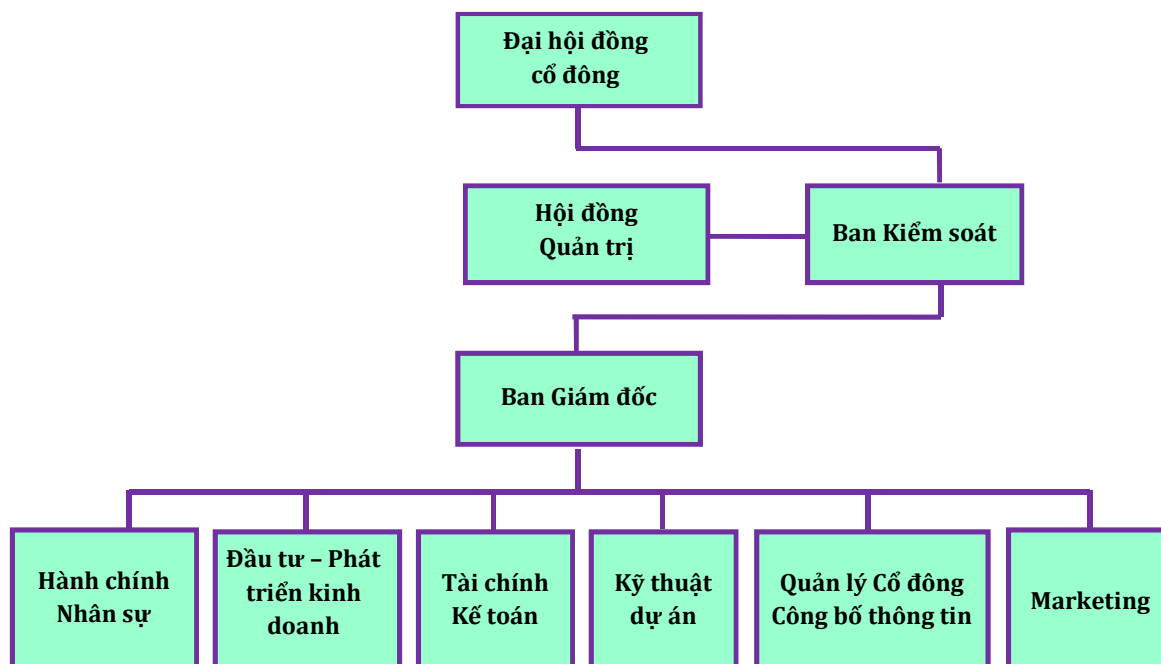 Đại hội đồng
cổ đông
Hội đồng
Quản trị
Ban Kiểm soát
Ban Giám đốc
Hành chính
Nhân sự
Đầu tư – Phát
triển kinh
doanh
Tài chính
Kế toán
Kỹ thuật
dự án
Quản lý Cổ đông
Công bố thông tin
Marketing